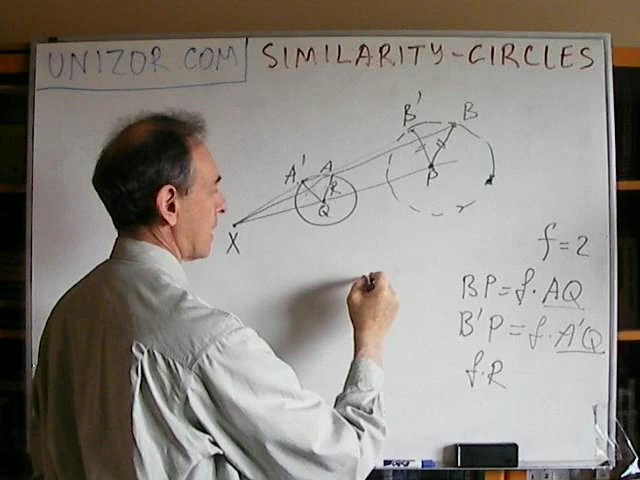 UNIZOR.COM SIMILARITY-CIRCLES
B' B
A' A
R P
Q
X
f=2
BP=f·AQ
B'P=f·A'Q
f·R